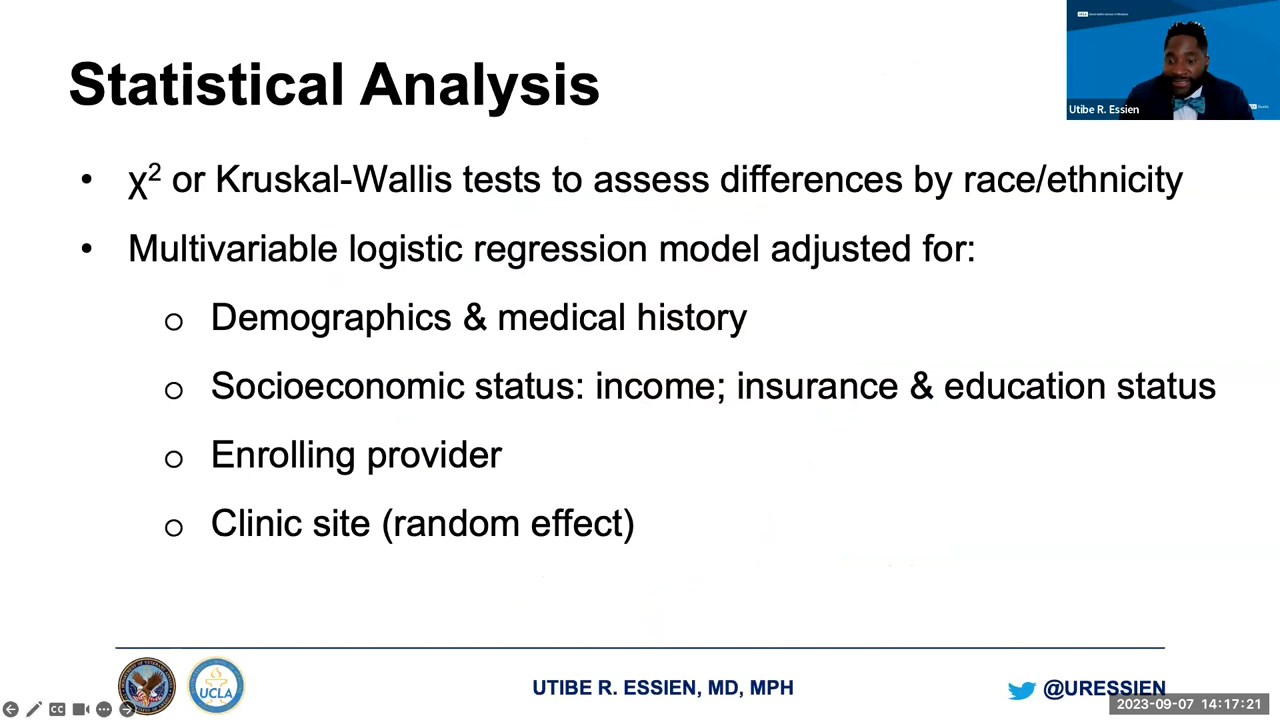 Statistical Analysis
Utibe R. Essien
• χ² or Kruskal-Wallis tests to assess differences by race/ethnicity
• Multivariable logistic regression model adjusted for:
o Demographics & medical history
o Socioeconomic status: income; insurance & education status
o Enrolling provider
o Clinic site (random effect)
UCLA
UTIBE R. ESSIEN, MD, MPH
@URESSIEN
CC
2023-09-07 14:17:21